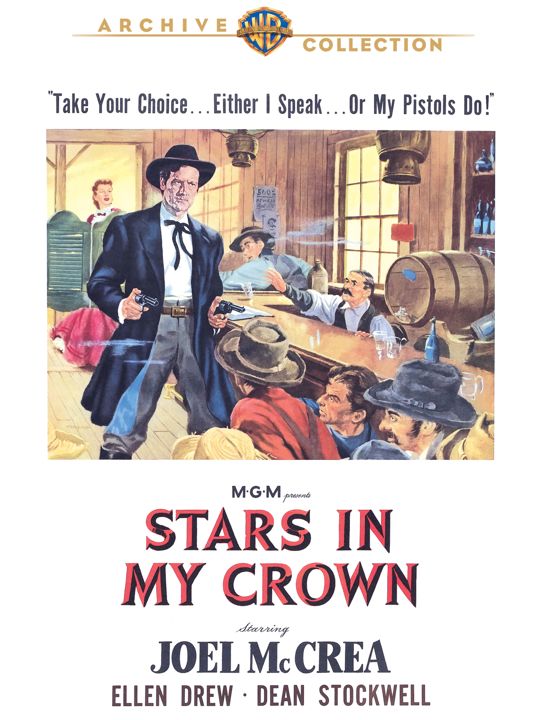 ARCHIVE
WB
COLLECTION
"Take Your Choice...Either I Speak...Or My Pistols Do!"
M·G·M presents
STARS IN
MY CROWN
starring
JOEL McCREA
ELLEN DREW · DEAN STOCKWELL